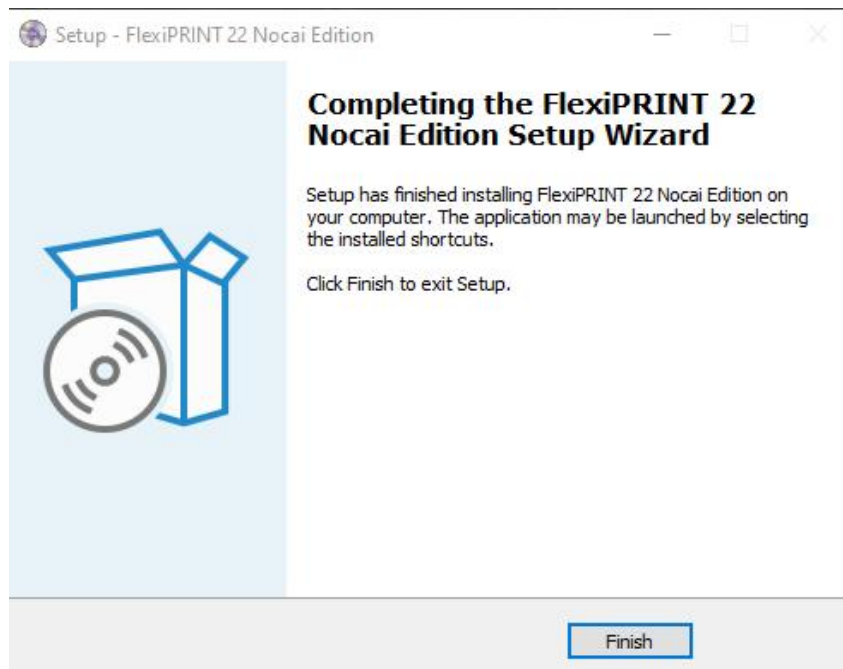 Setup - FlexiPRINT 22 Nocai Edition
Completing the FlexiPRINT 22
Nocai Edition Setup Wizard
Setup has finished installing FlexiPRINT 22 Nocai Edition on
your computer. The application may be launched by selecting
the installed shortcuts.
Click Finish to exit Setup.
Finish